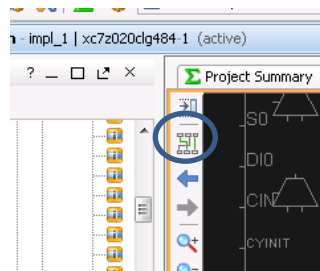 - impl_1 | xc7z020clg484-1 (active)
Σ Project Summary
S0
DI0
CIN
CYINIT